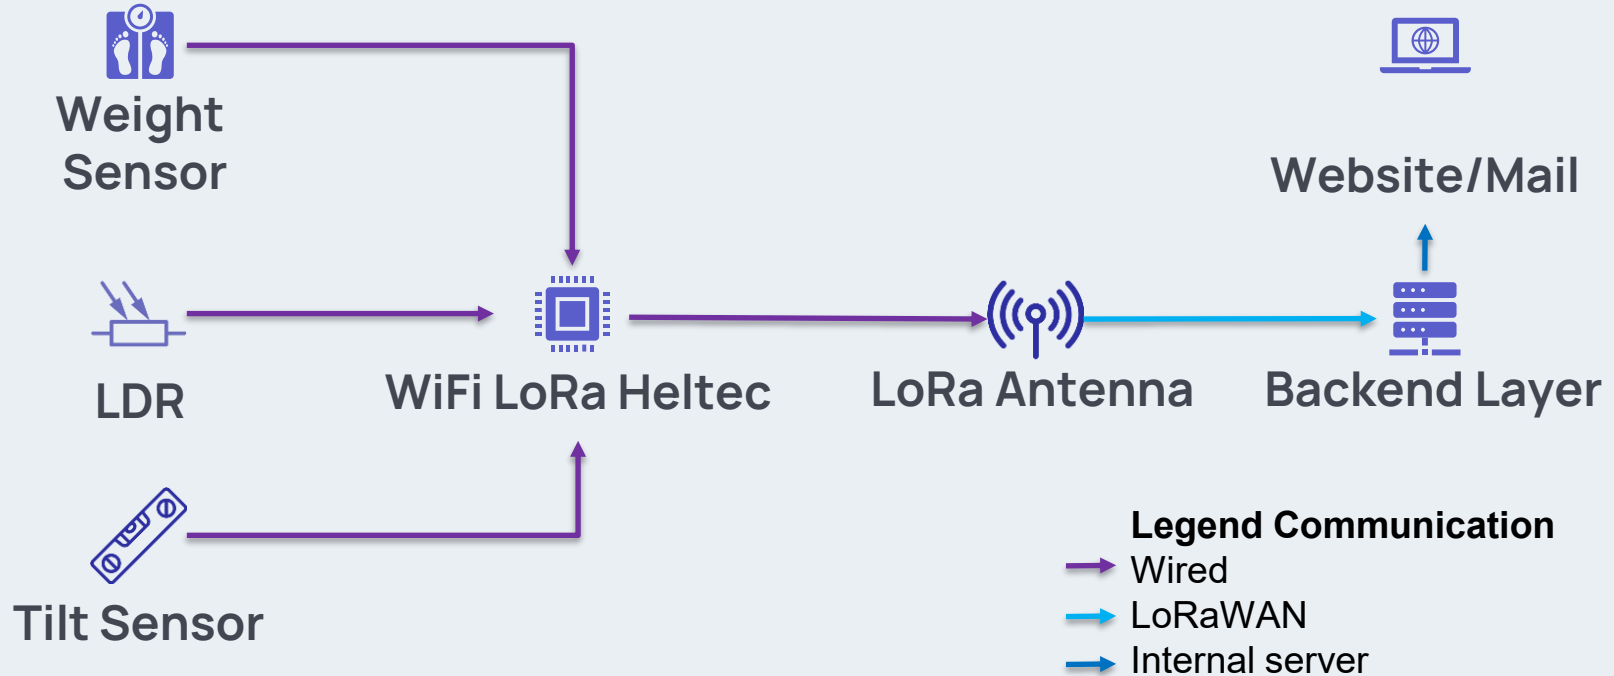 Weight
Sensor
Website/Mail
LDR
WiFi LoRa Heltec
LoRa Antenna
Backend Layer
Tilt Sensor
Legend Communication
Wired
LoRaWAN
Internal server